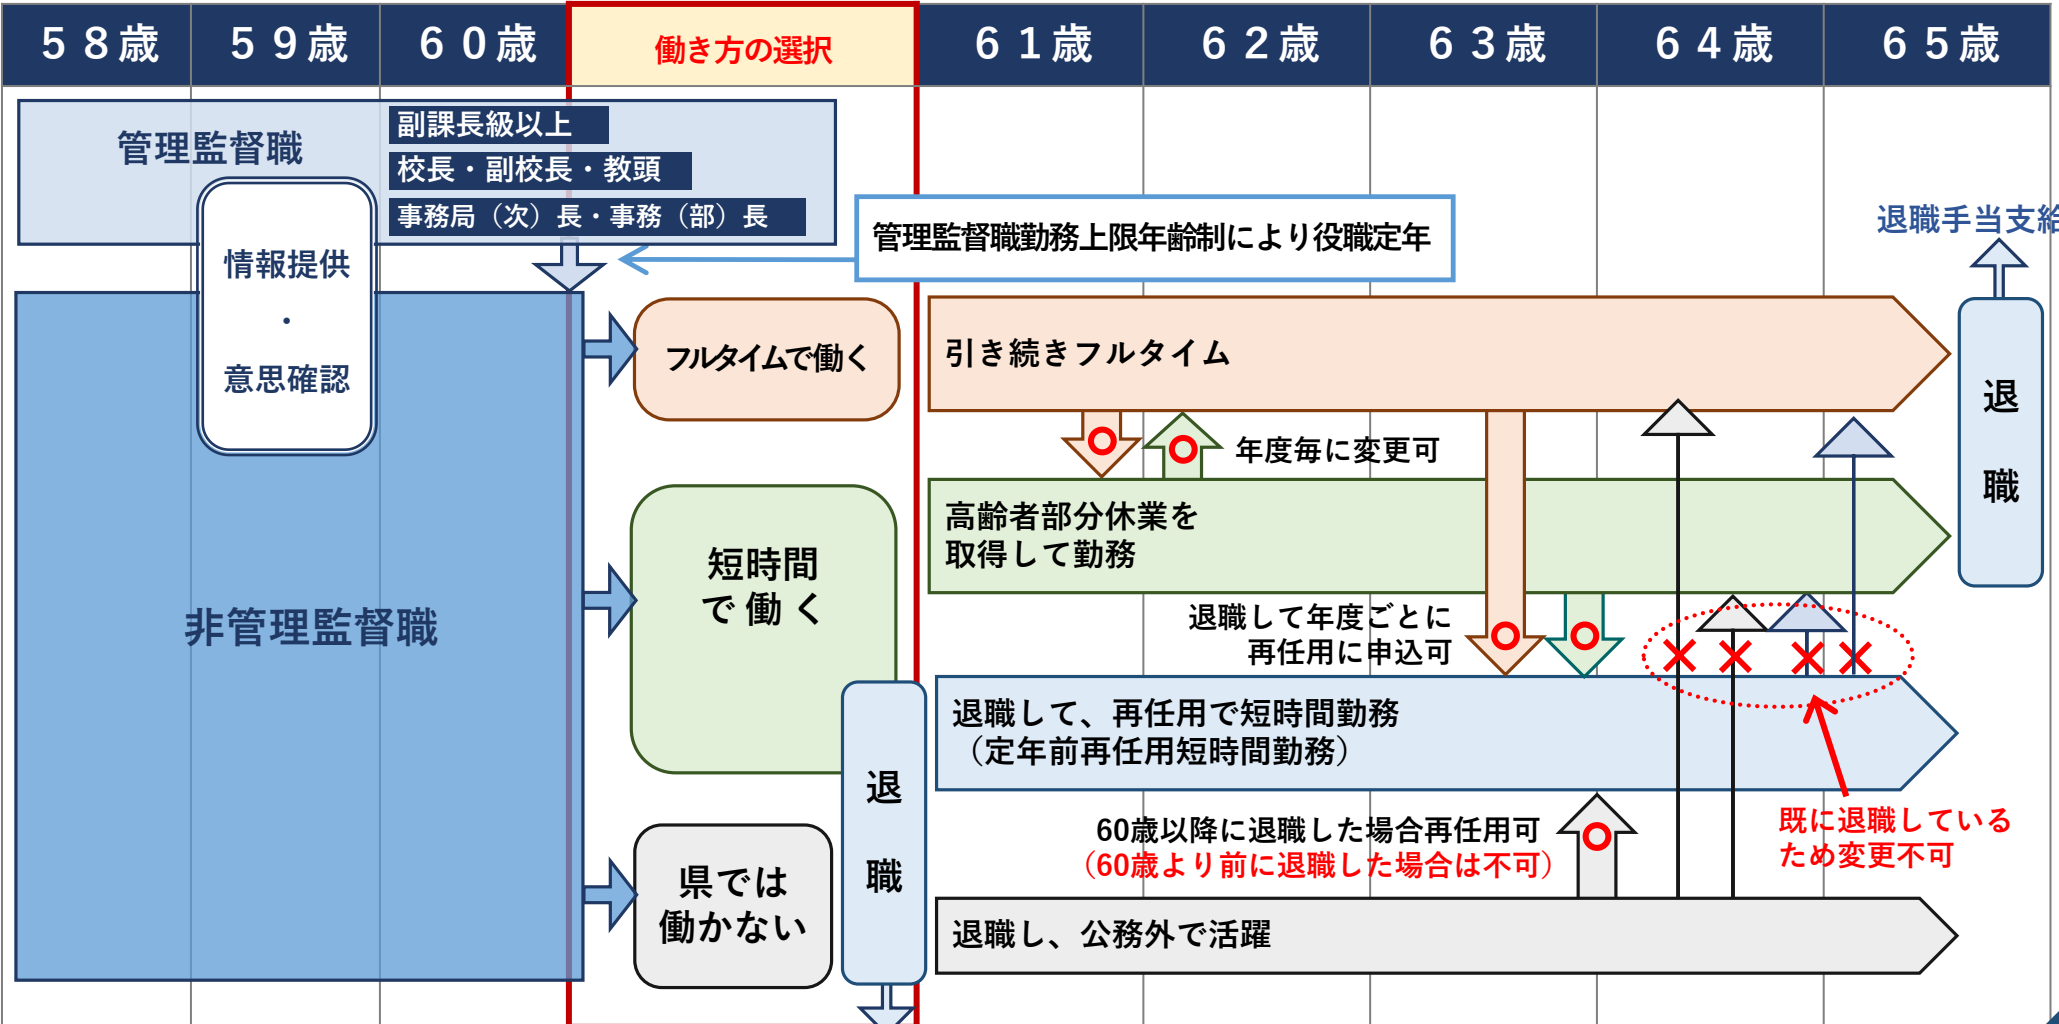 ５８歳
５９歳
６０歳
働き方の選択
６１歳
６２歳
６３歳
６４歳
６５歳
管理監督職
副課長級以上
校長・副校長・教頭
事務局（次）長・事務（部）長
管理監督職勤務上限年齢制により役職定年
退職手当支給
情報提供
・
意思確認
非管理監督職
フルタイムで働く
短時間
で働く
県では
働かない
退
職
引き続きフルタイム
年度毎に変更可
高齢者部分休業を
取得して勤務
退職して年度ごとに
再任用に申込可
退職して、再任用で短時間勤務
（定年前再任用短時間勤務）
60歳以降に退職した場合再任用可
（60歳より前に退職した場合は不可）
退職し、公務外で活躍
既に退職している
ため変更不可
退
職